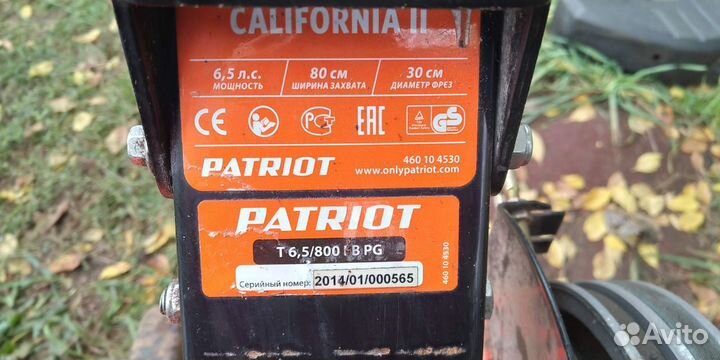 CALIFORNIA II
6,5 л.с. 80 см 30 см
МОЩНОСТЬ ШИРИНА ЗАХВАТА ДИАМЕТР ФРЕЗ
CE EAC GS
PATRIOT
460 10 4530
www.onlypatriot.com
PATRIOT
T 6,5/800 F B PG
460 10 4530
Серийный номер: 2014/01/000565
Avito